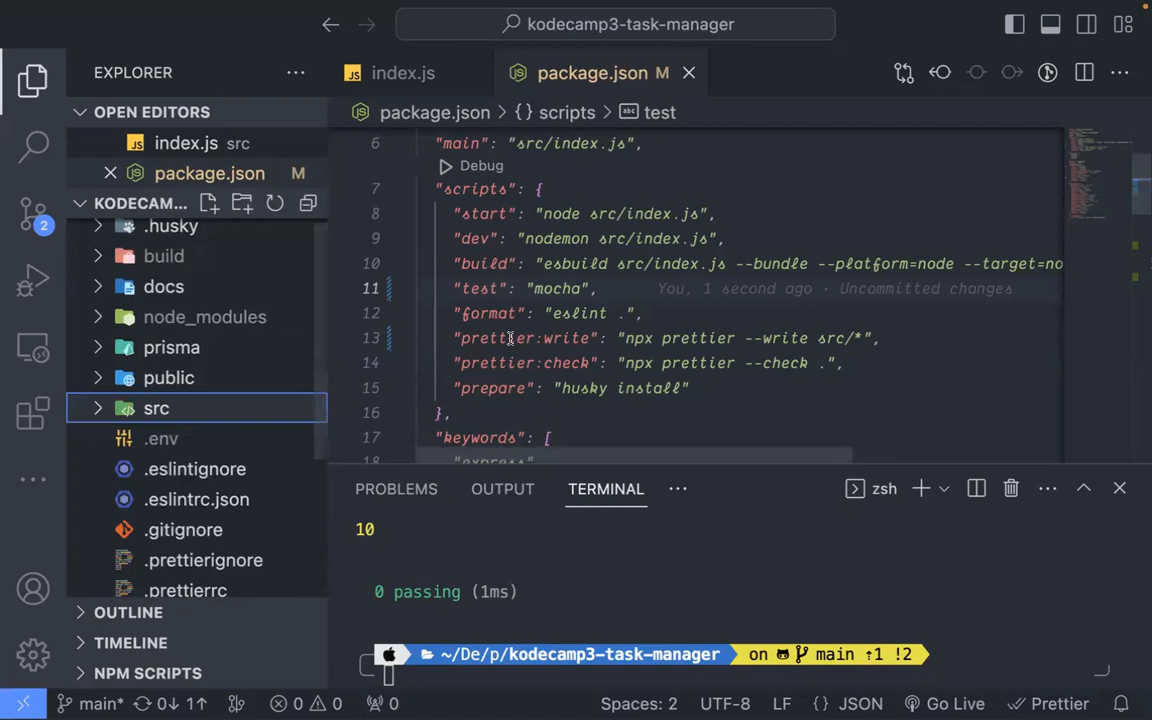 kodecamp3-task-manager
EXPLORER
index.js
package.json M
OPEN EDITORS
index.js src
package.json M
KODECAM...
.husky
build
docs
node_modules
prisma
public
src
.env
.eslintignore
.eslintrc.json
.gitignore
.prettierignore
.prettierrc
OUTLINE
TIMELINE
NPM SCRIPTS
2
package.json > {} scripts > abc test
6 "main": "src/index.js",
Debug
7 "scripts": {
8 "start": "node src/index.js",
9 "dev": "nodemon src/index.js",
10 "build": "esbuild src/index.js --bundle --platform=node --target=no
11 "test": "mocha", You, 1 second ago · Uncommitted changes
12 "format": "eslint .",
13 "prettier:write": "npx prettier --write src/*",
14 "prettier:check": "npx prettier --check .",
15 "prepare": "husky install"
16 },
17 "keywords": [
18 "express"
PROBLEMS OUTPUT TERMINAL zsh
10
0 passing (1ms)
~/De/p/kodecamp3-task-manager on main ↑1 !2
main* 0↓ 1↑ 0 0 0 Spaces: 2 UTF-8 LF {} JSON Go Live Prettier